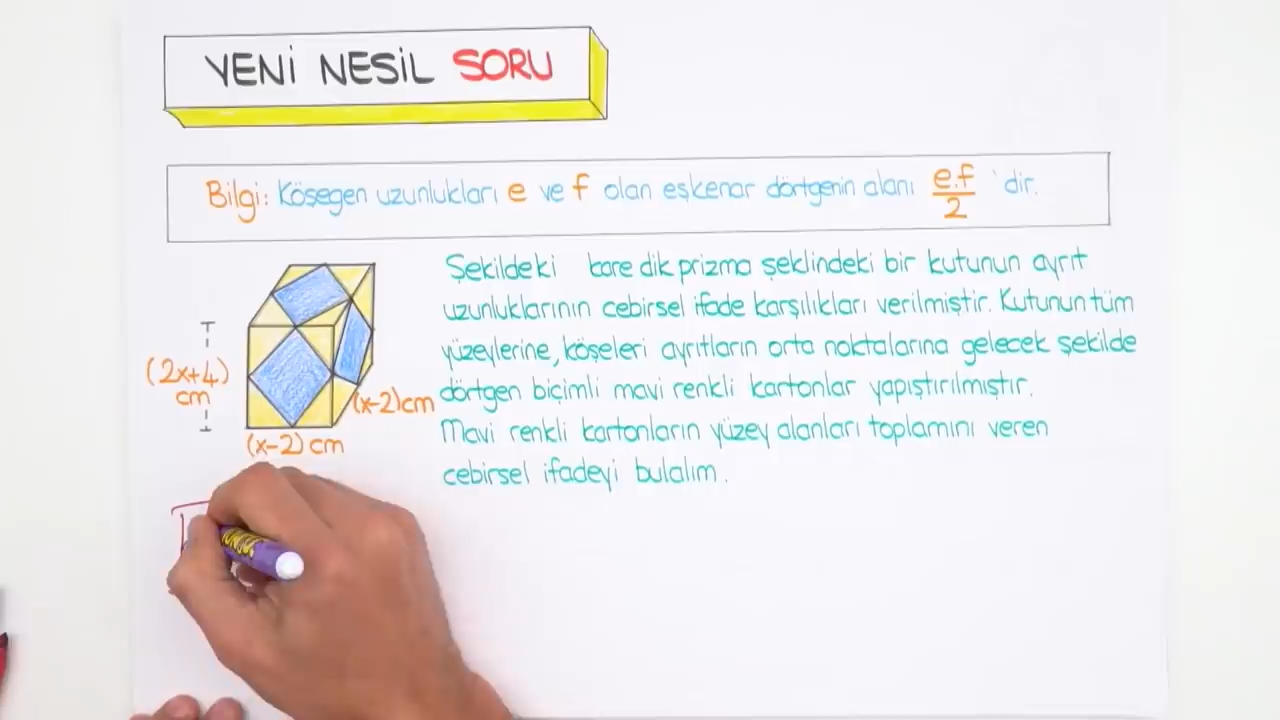 YENİ NESİL SORU
Bilgi: Köşegen uzunlukları e ve f olan eşkenar dörtgenin alanı e.f/2 'dir.
Şekildeki kare dik prizma şeklindeki bir kutunun ayrıt
uzunluklarının cebirsel ifade karşılıkları verilmiştir. Kutunun tüm
yüzeylerine, köşeleri ayrıtların orta noktalarına gelecek şekilde
dörtgen biçimli mavi renkli kartonlar yapıştırılmıştır.
Mavi renkli kartonların yüzey alanları toplamını veren
cebirsel ifadeyi bulalım.
(2x+4)
cm
(x-2)cm
(x-2) cm